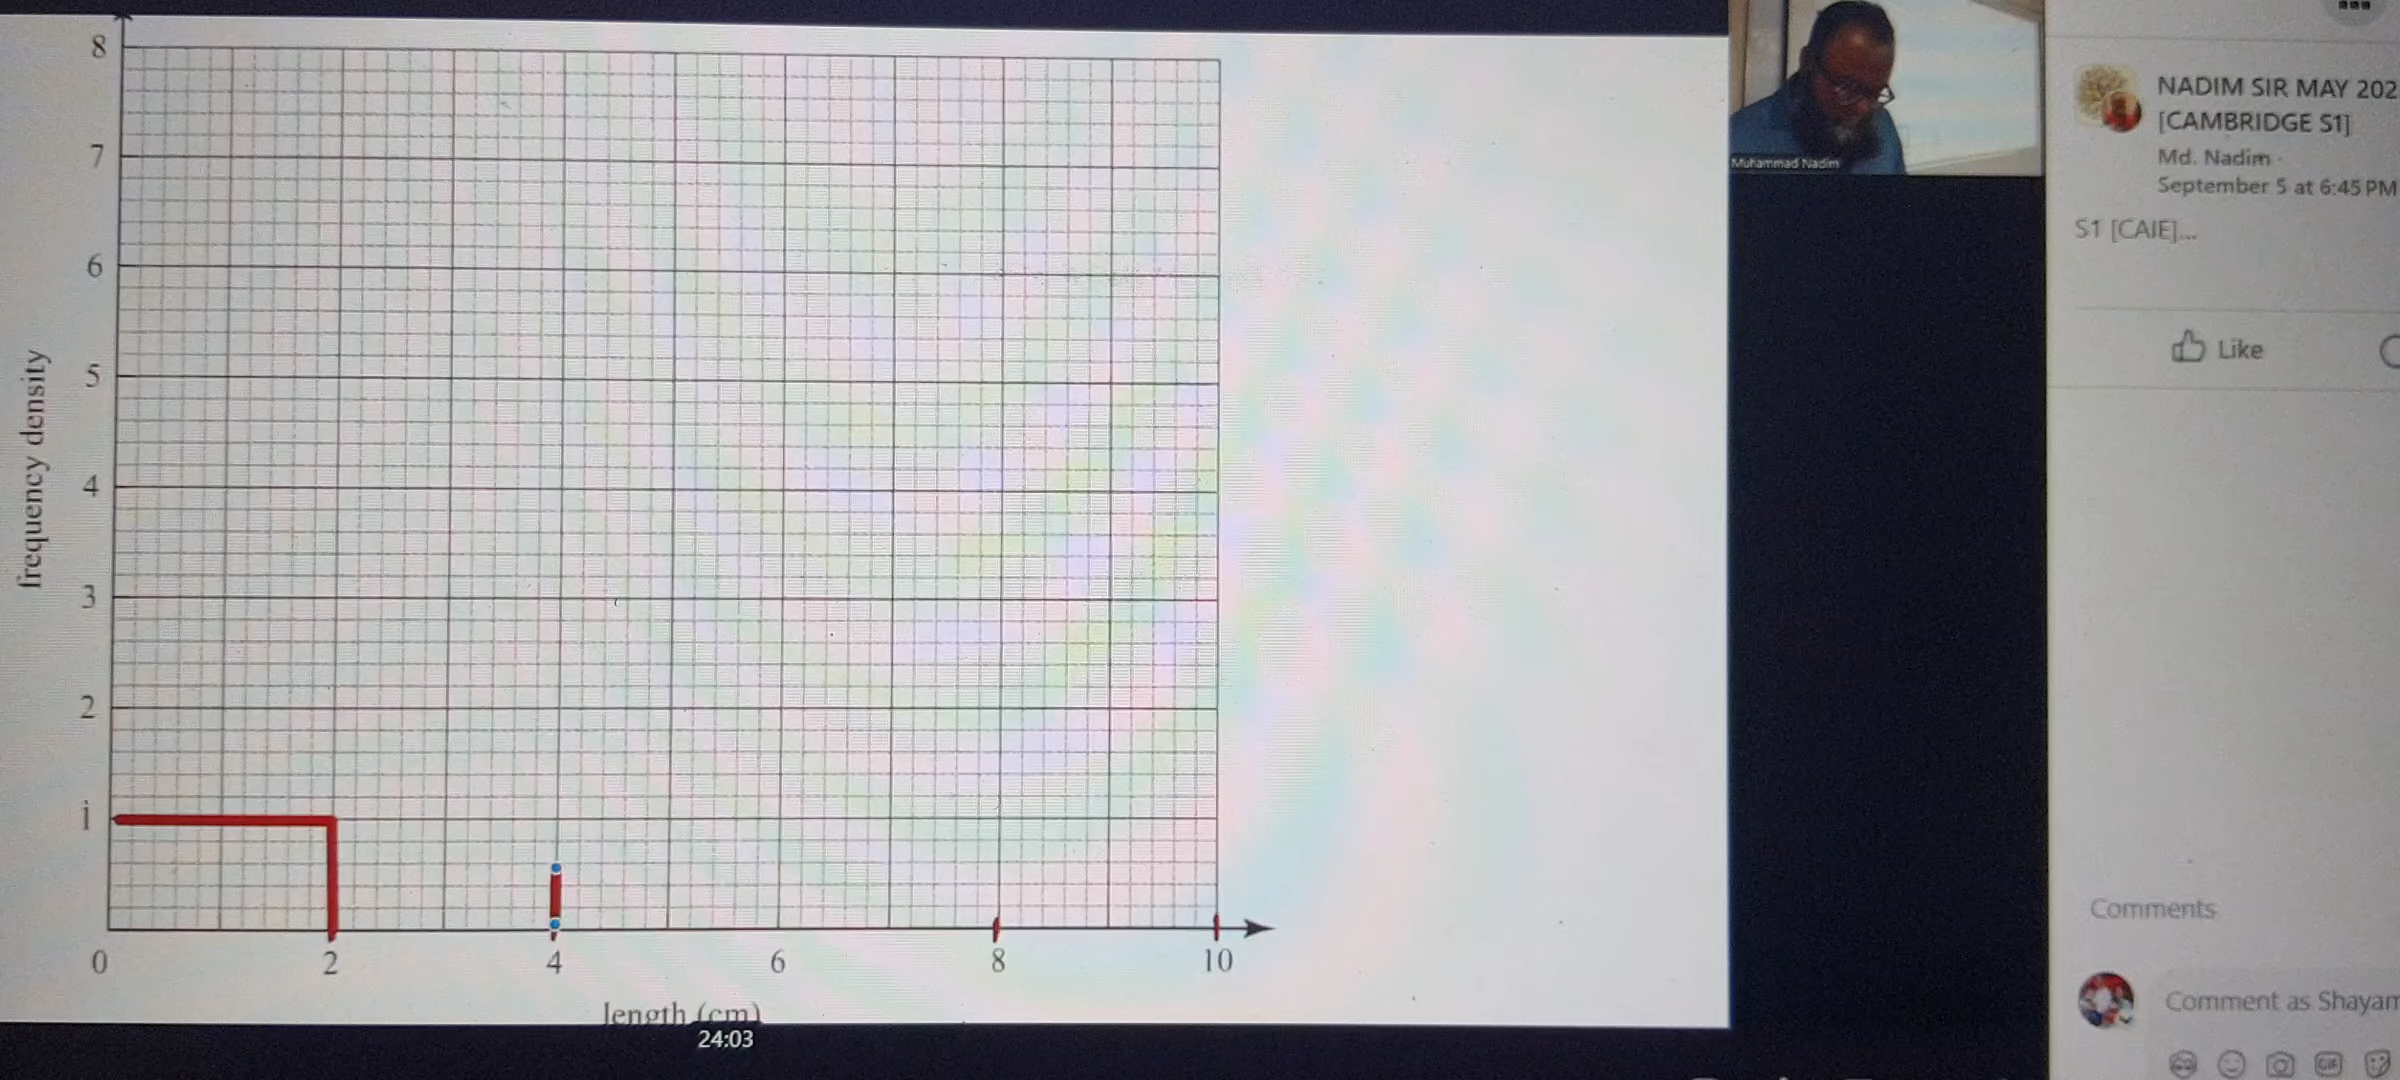 8
7
6
5
4
3
2
1
frequency density
0 2 4 6 8 10
length (cm)
24:03
Muhammad Nadim
NADIM SIR MAY 202
[CAMBRIDGE S1]
Md. Nadim ·
September 5 at 6:45 PM
S1 [CAIE]...
Like
Comments
Comment as Shayan
GIF